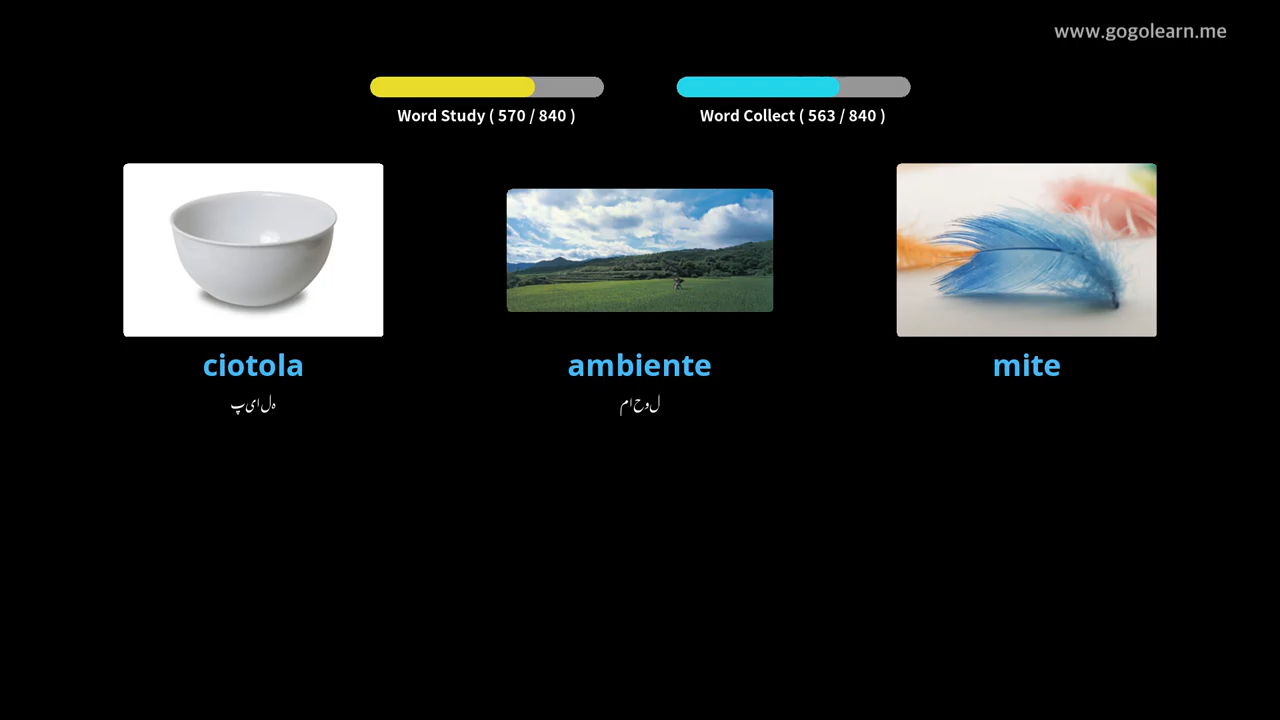 www.gogolearn.me
Word Study ( 570 / 840 )
Word Collect ( 563 / 840 )
ciotola
ambiente
mite
پیالہ
ماحول